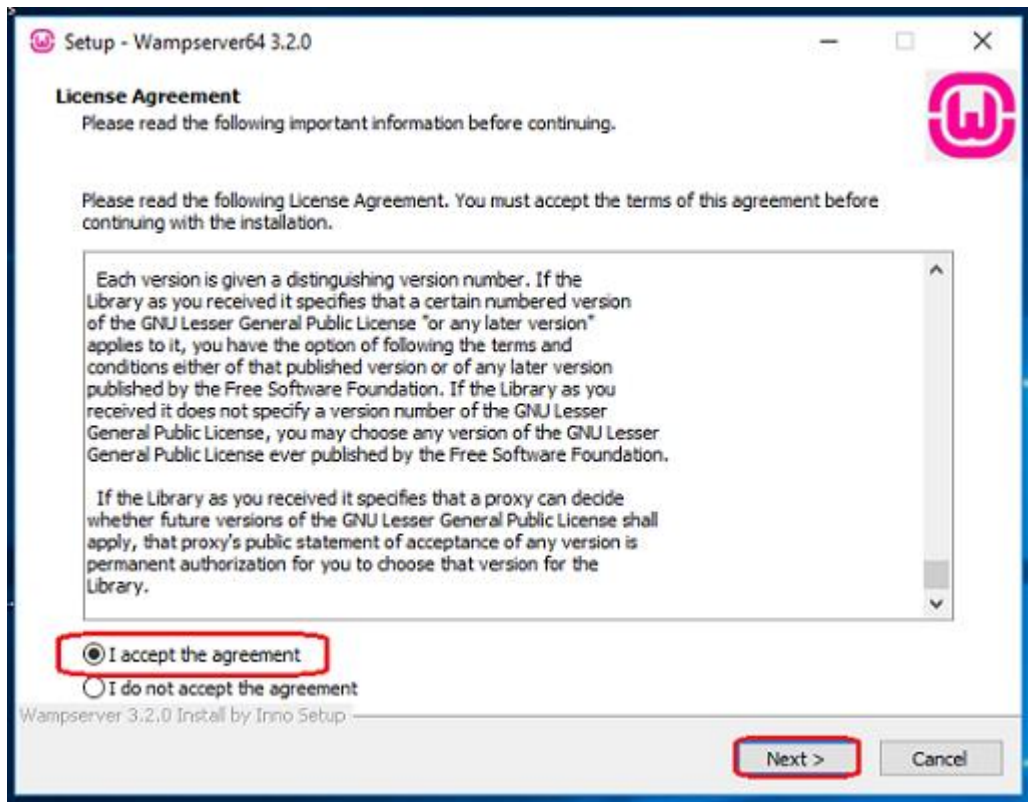 Setup - Wampserver64 3.2.0
License Agreement
Please read the following important information before continuing.
Please read the following License Agreement. You must accept the terms of this agreement before
continuing with the installation.
Each version is given a distinguishing version number. If the
Library as you received it specifies that a certain numbered version
of the GNU Lesser General Public License "or any later version"
applies to it, you have the option of following the terms and
conditions either of that published version or of any later version
published by the Free Software Foundation. If the Library as you
received it does not specify a version number of the GNU Lesser
General Public License, you may choose any version of the GNU Lesser
General Public License ever published by the Free Software Foundation.
If the Library as you received it specifies that a proxy can decide
whether future versions of the GNU Lesser General Public License shall
apply, that proxy's public statement of acceptance of any version is
permanent authorization for you to choose that version for the
Library.
I accept the agreement
I do not accept the agreement
Wampserver 3.2.0 Install by Inno Setup
Next >
Cancel